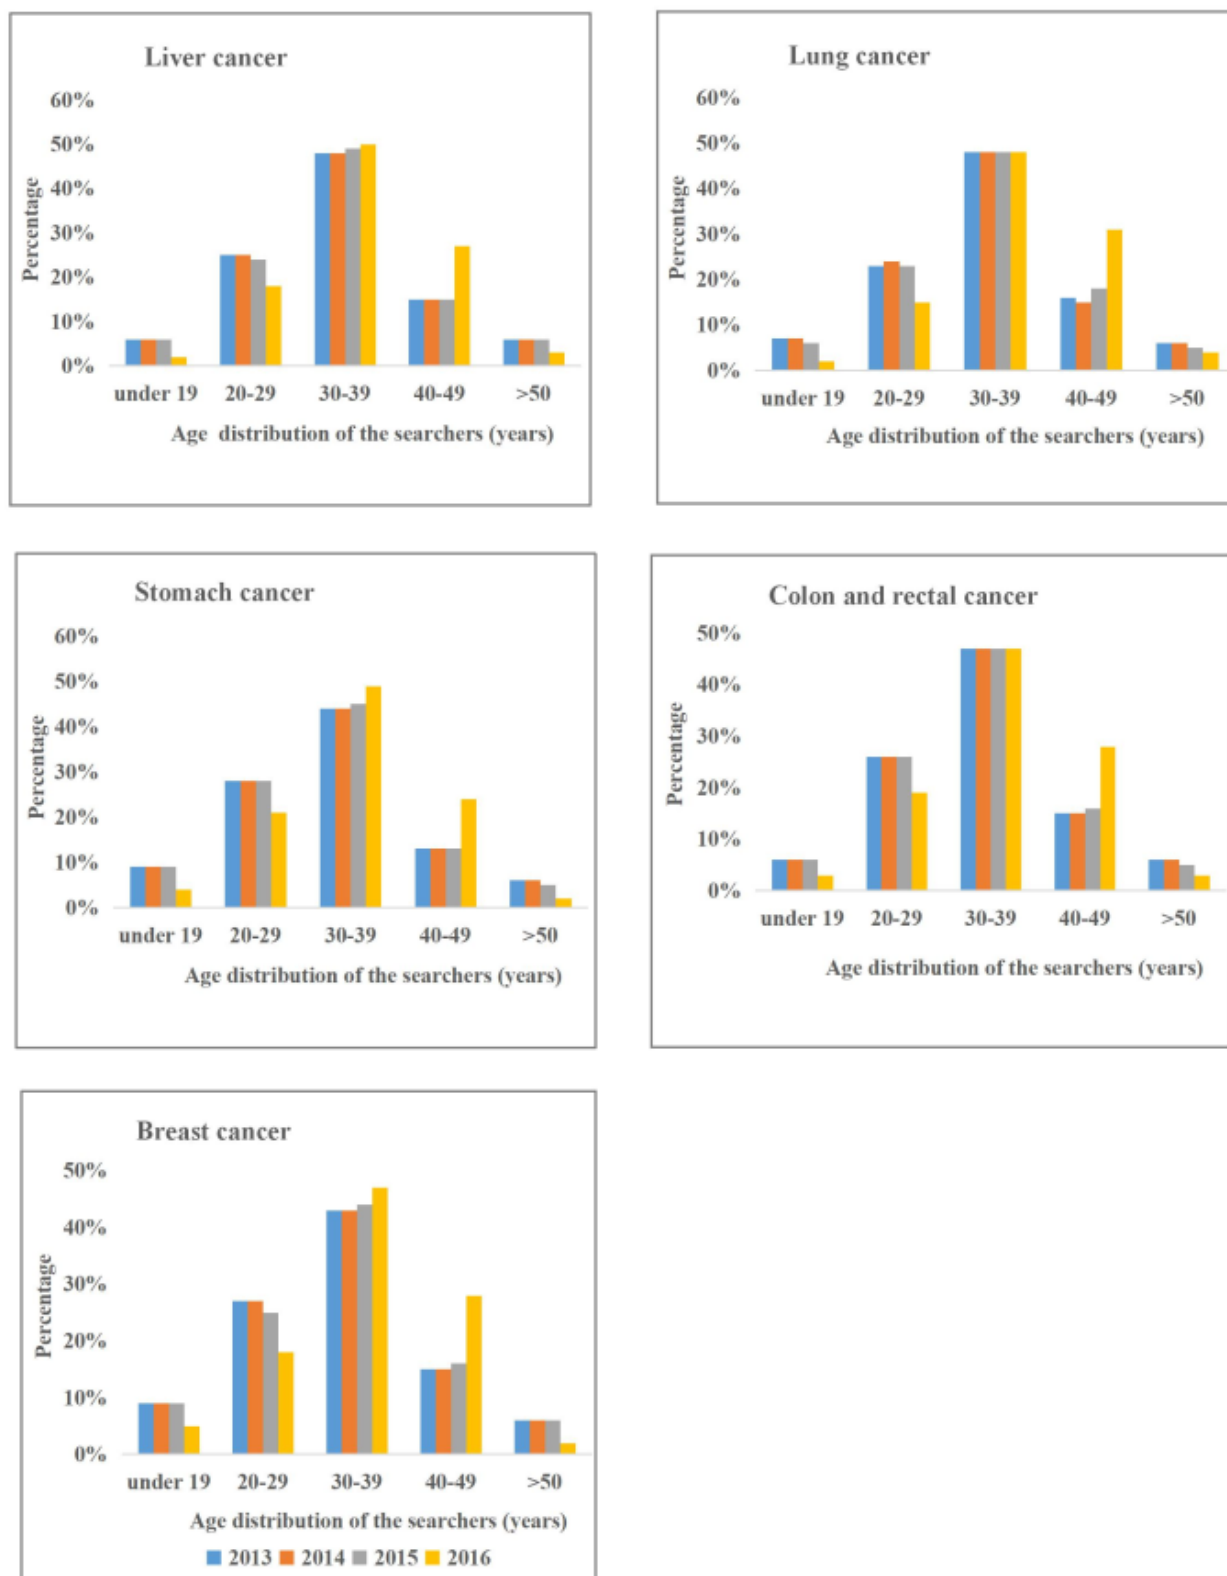 Liver cancer
60%
50%
40%
30%
20%
10%
0%
Percentage
under 19 20-29 30-39 40-49 >50
Age distribution of the searchers (years)
Lung cancer
60%
50%
40%
30%
20%
10%
0%
Percentage
under 19 20-29 30-39 40-49 >50
Age distribution of the searchers (years)
Stomach cancer
60%
50%
40%
30%
20%
10%
0%
Percentage
under 19 20-29 30-39 40-49 >50
Age distribution of the searchers (years)
Colon and rectal cancer
50%
40%
30%
20%
10%
0%
Percentage
under 19 20-29 30-39 40-49 >50
Age distribution of the searchers (years)
Breast cancer
50%
40%
30%
20%
10%
0%
Percentage
under 19 20-29 30-39 40-49 >50
Age distribution of the searchers (years)
2013 2014 2015 2016